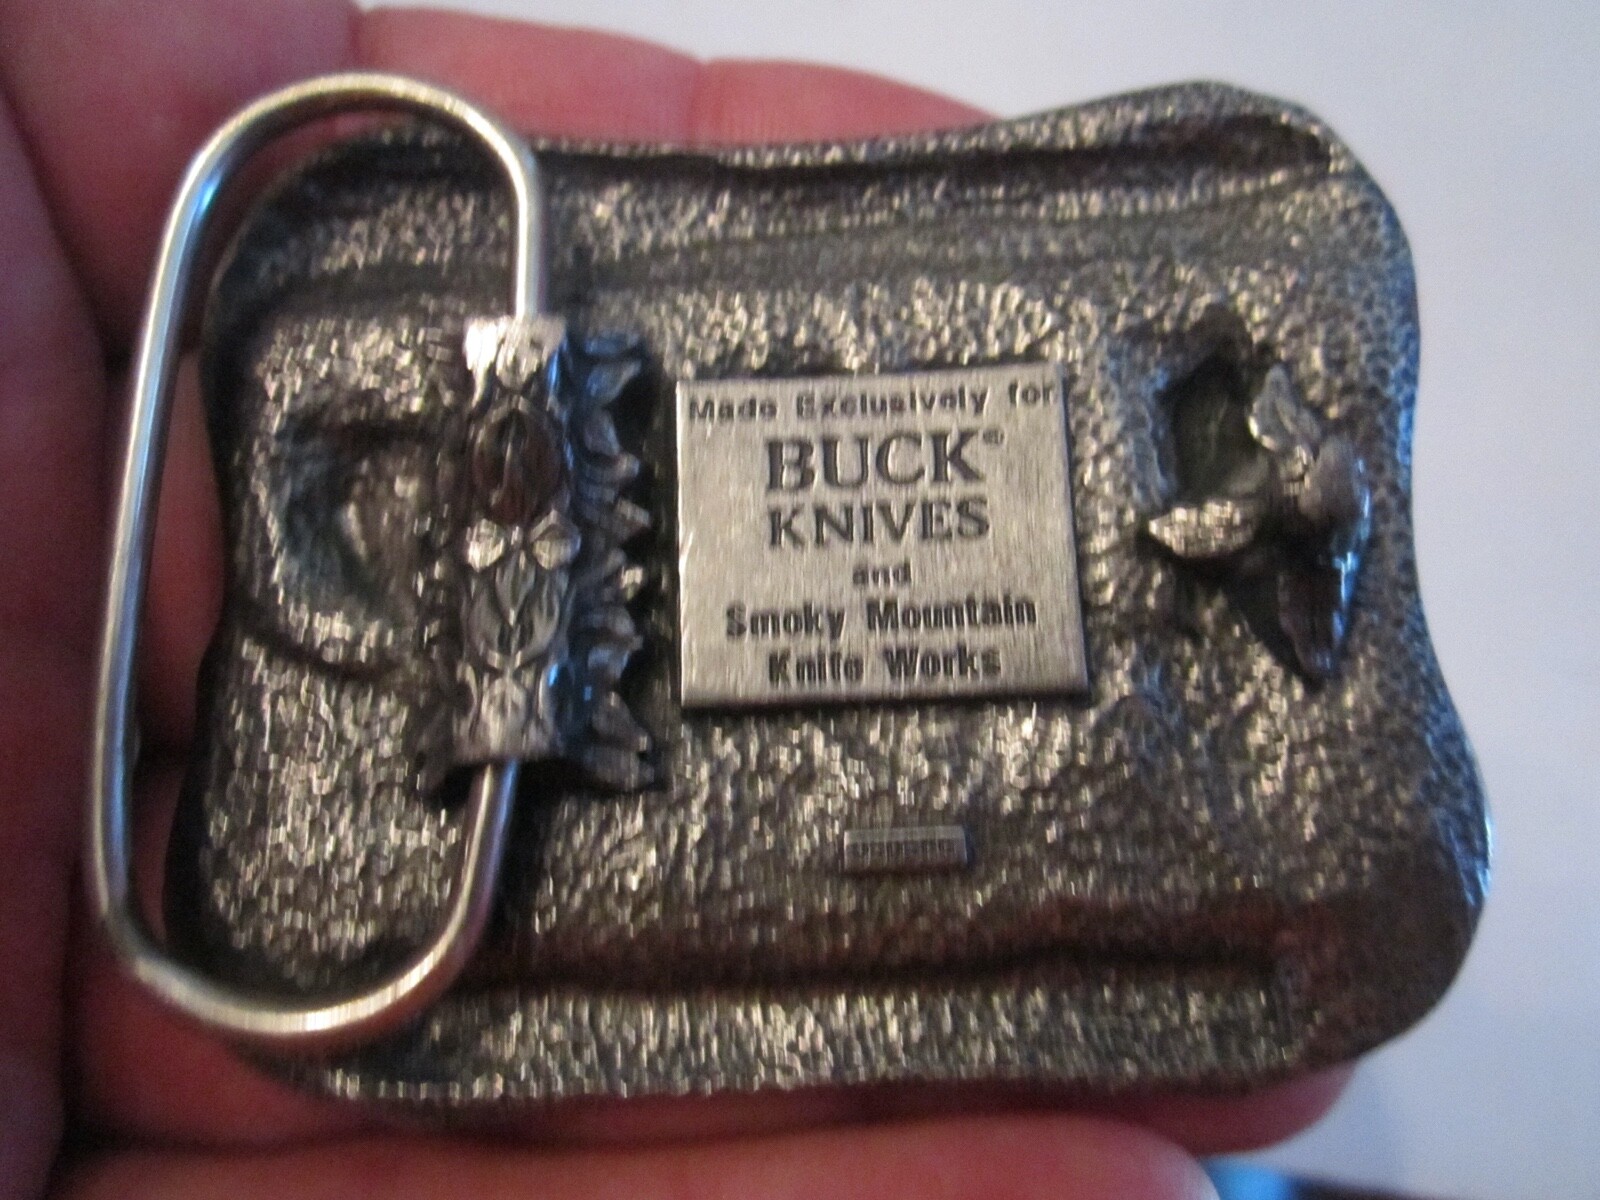 Made Exclusively for
BUCK®
KNIVES
and
Smoky Mountain
Knife Works